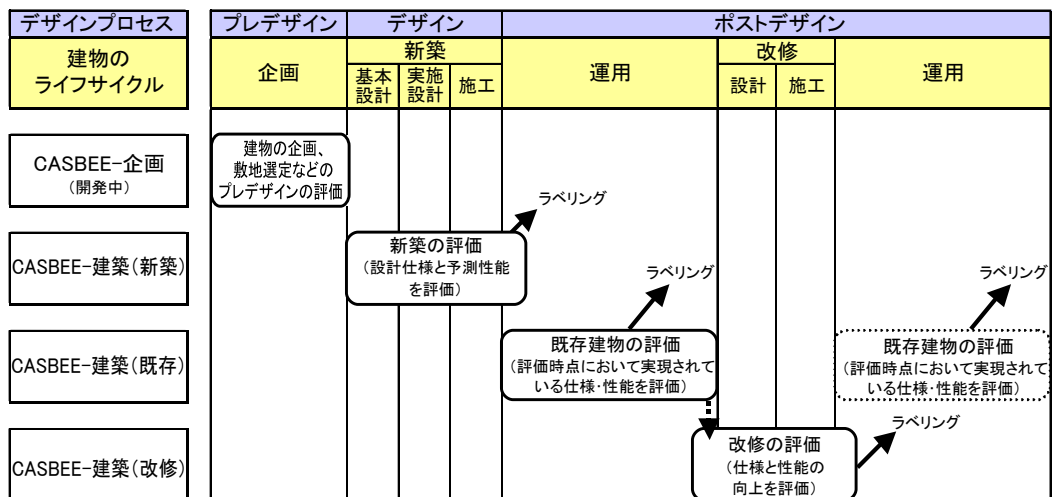 デザインプロセス
プレデザイン
デザイン
ポストデザイン
建物の
ライフサイクル
企画
新築
基本
設計
実施
設計
施工
運用
改修
設計
施工
運用
CASBEE-企画
(開発中)
建物の企画、
敷地選定などの
プレデザインの評価
ラベリング
CASBEE-建築(新築)
新築の評価
(設計仕様と予測性能
を評価)
ラベリング
ラベリング
CASBEE-建築(既存)
既存建物の評価
(評価時点において実現されて
いる仕様・性能を評価)
既存建物の評価
(評価時点において実現されて
いる仕様・性能を評価)
ラベリング
CASBEE-建築(改修)
改修の評価
(仕様と性能の
向上を評価)